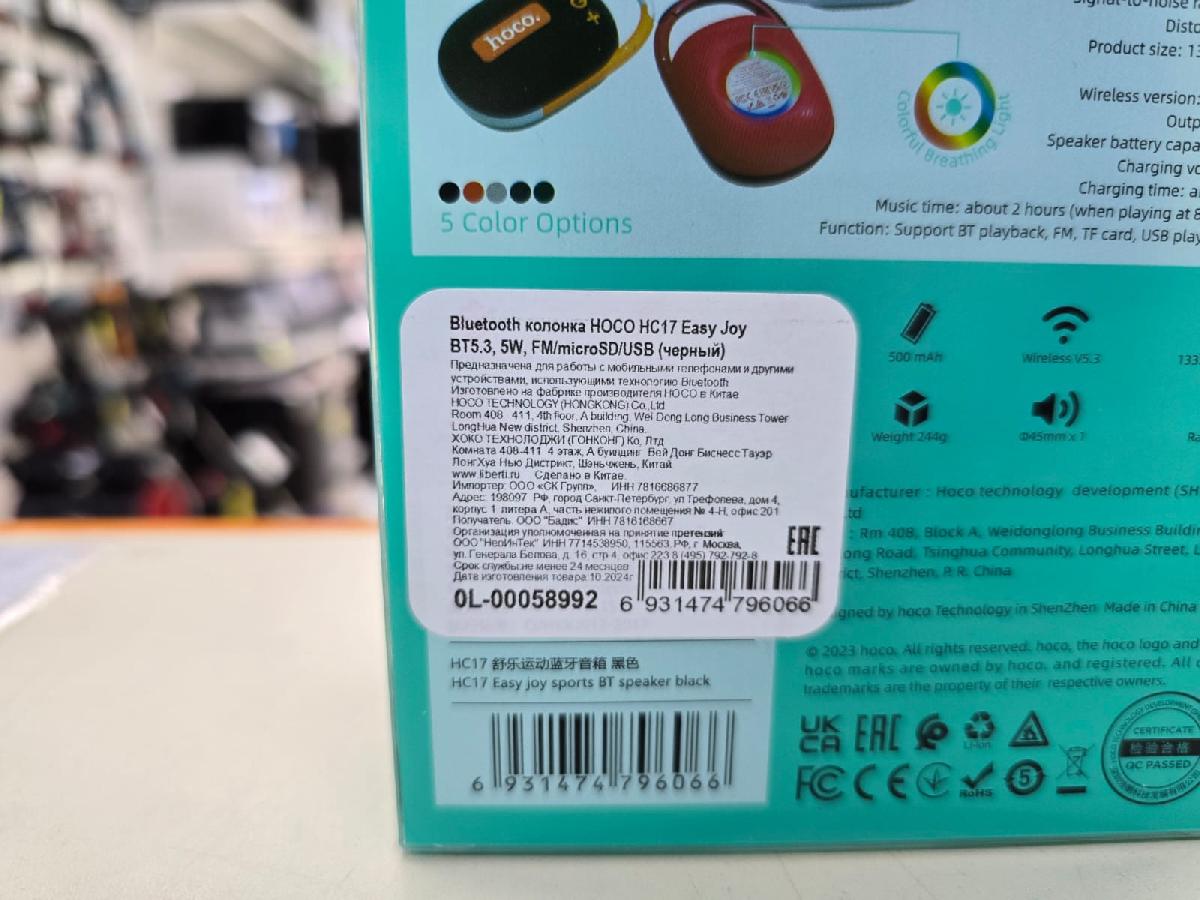 hoco.
Disto
Product size: 13
Colorful Breathing Light
Wireless version:
Outp
Speaker battery capa
Charging vo
Charging time: a
Music time: about 2 hours (when playing at 8
Function: Support BT playback, FM, TF card, USB play
5 Color Options
Bluetooth колонка HOCO HC17 Easy Joy
BT5.3, 5W, FM/microSD/USB (черный)
Предназначена для работы с мобильными телефонами и другими
устройствами, использующими технологию Bluetooth
Изготовлено на фабрике производителя HOCO в Китае
HOCO TECHNOLOGY (HONGKONG) Co,Ltd
Room 408 - 411, 4th floor, A building, Wei Dong Long Business Tower
LongHua New district, Shenzhen, China.
ХОКО ТЕХНОЛОДЖИ (ГОНКОНГ) Ко, Лтд
Комната 408-411 4 этаж, А буилдинг Вей Донг Бизнесс Тауэр
ЛонгХуа Нью Дистрикт, Шеньчжень, Китай
www.liberti.ru Сделано в Китае.
Импортер: ООО «СК Групп», ИНН 7816686877
Адрес: 198097 РФ, город Санкт-Петербург, ул Трефолева, дом 4,
корпус 1 литера А, часть нежилого помещения № 4-Н, офис 201
Получатель: ООО "Бадис" ИНН 7816168667
Организация уполномоченная на принятие претензий:
ООО "НеоИнТек" ИНН 7714538950, 115563, РФ, г. Москва,
ул. Генерала Белова, д. 16, стр 4, офис 223 8 (495) 792-792-8
Срок службы не менее 24 месяцев
Дата изготовления товара:10.2024г
EAC
0L-00058992
6 931474 796066
500 mAh
Wireless V5.3
133
Weight 244g
Φ45mm x 1
Ra
ufacturer : Hoco technology development (SH
td
: Rm 408, Block A, Weidonglong Business Buildin
ong Road, Tsinghua Community, Longhua Street, L
ict, Shenzhen, P. R. China
gned by hoco Technology in ShenZhen Made in China
© 2023 hoco. All rights reserved. hoco, the hoco logo and
hoco marks are owned by hoco. and registered. All o
trademarks are the property of their respective owners.
HC17 舒乐运动蓝牙音箱 黑色
HC17 Easy joy sports BT speaker black
6 931474 796066
UK
CA
EAC
Li-ion
FC CE
RoHS
5
CERTIFICATE
检验合格
QC PASSED